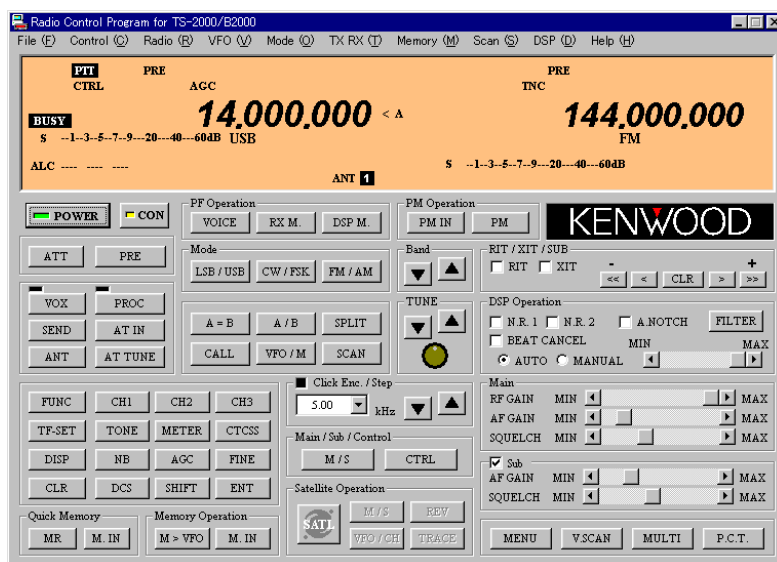 Radio Control Program for TS-2000/B2000
File (F) Control (C) Radio (R) VFO (V) Mode (O) TX RX (T) Memory (M) Scan (S) DSP (D) Help (H)
PTT PRE PRE
CTRL AGC TNC
BUSY 14,000,000 < A 144,000,000
S --1--3--5--7--9---20---40---60dB USB FM
ALC ---- ---- ---- S --1--3--5--7--9---20---40---60dB
ANT 1
POWER CON
PF Operation
VOICE RX M. DSP M.
PM Operation
PM IN PM
KENWOOD
ATT PRE
Mode
LSB / USB CW / FSK FM / AM
Band
RIT / XIT / SUB
RIT XIT - +
<< < CLR > >>
VOX PROC
SEND AT IN
ANT AT TUNE
A = B A / B SPLIT
CALL VFO / M SCAN
TUNE
DSP Operation
N.R. 1 N.R. 2 A.NOTCH FILTER
BEAT CANCEL MIN MAX
AUTO MANUAL
FUNC CH1 CH2 CH3
TF-SET TONE METER CTCSS
DISP NB AGC FINE
CLR DCS SHIFT ENT
Click Enc. / Step
5.00 kHz
Main / Sub / Control
M / S CTRL
Main
RF GAIN MIN MAX
AF GAIN MIN MAX
SQUELCH MIN MAX
Sub
AF GAIN MIN MAX
SQUELCH MIN MAX
Quick Memory
MR M. IN
Memory Operation
M > VFO M. IN
Satellite Operation
SATL M / S REV
VFO / CH TRACE
MENU V.SCAN MULTI P.C.T.